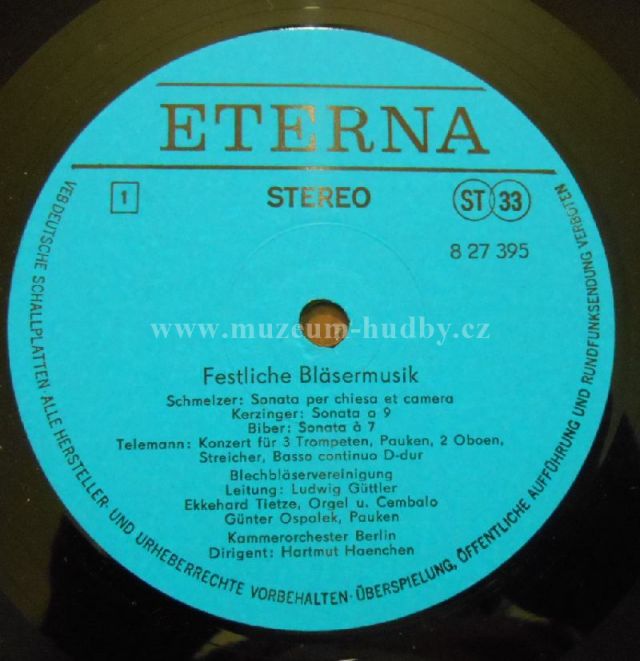 ETERNA
1
STEREO
ST 33
8 27 395
www.muzeum-hudby.cz
Festliche Bläsermusik
Schmelzer: Sonata per chiesa et camera
Kerzinger: Sonata a 9
Biber: Sonata à 7
Telemann: Konzert für 3 Trompeten, Pauken, 2 Oboen,
Streicher, Basso continuo D-dur
Blechbläservereinigung
Leitung: Ludwig Güttler
Ekkehard Tietze, Orgel u. Cembalo
Günter Ospalek, Pauken
Kammerorchester Berlin
Dirigent: Hartmut Haenchen
VEB DEUTSCHE SCHALLPLATTEN · ALLE HERSTELLER- UND URHEBERRECHTE VORBEHALTEN · ÜBERSPIELUNG, ÖFFENTLICHE AUFFÜHRUNG UND RUNDFUNKSENDUNG VERBOTEN